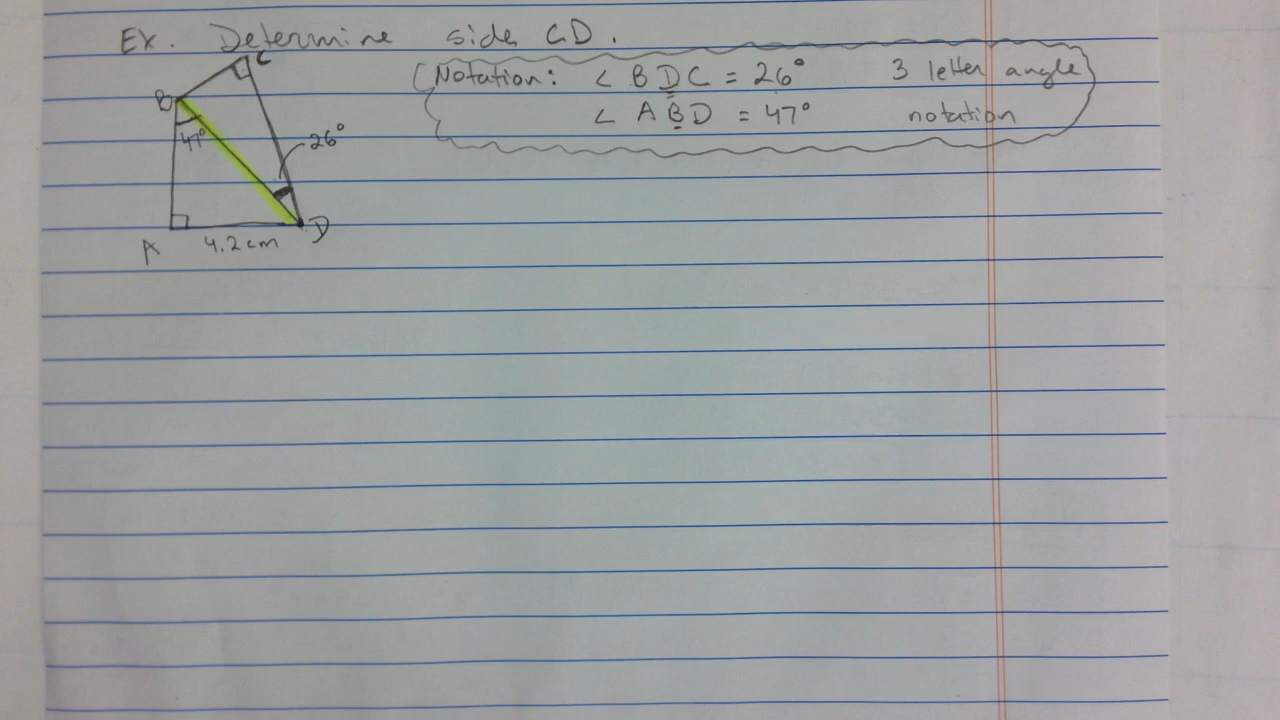 Ex. Determine side CD.
(Notation: ∠BDC = 26° 3 letter angle
∠ABD = 47° notation
C
B
47°
26°
A
4.2cm
D